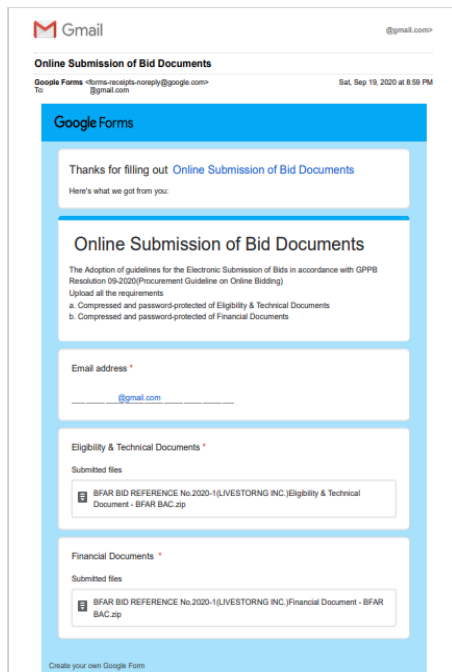 Gmail
@gmail.com>
Online Submission of Bid Documents
Google Forms <forms-receipts-noreply@google.com>
Sat, Sep 19, 2020 at 8:59 PM
To: @gmail.com
Google Forms
Thanks for filling out Online Submission of Bid Documents
Here's what we got from you:
Online Submission of Bid Documents
The Adoption of guidelines for the Electronic Submission of Bids in accordance with GPPB
Resolution 09-2020(Procurement Guideline on Online Bidding)
Upload all the requirements
a. Compressed and password-protected of Eligibility & Technical Documents
b. Compressed and password-protected of Financial Documents
Email address *
@gmail.com
Eligibility & Technical Documents *
Submitted files
BFAR BID REFERENCE No.2020-1(LIVESTORNG INC.)Eligibility & Technical
Document - BFAR BAC.zip
Financial Documents *
Submitted files
BFAR BID REFERENCE No.2020-1(LIVESTORNG INC.)Financial Document - BFAR
BAC.zip
Create your own Google Form